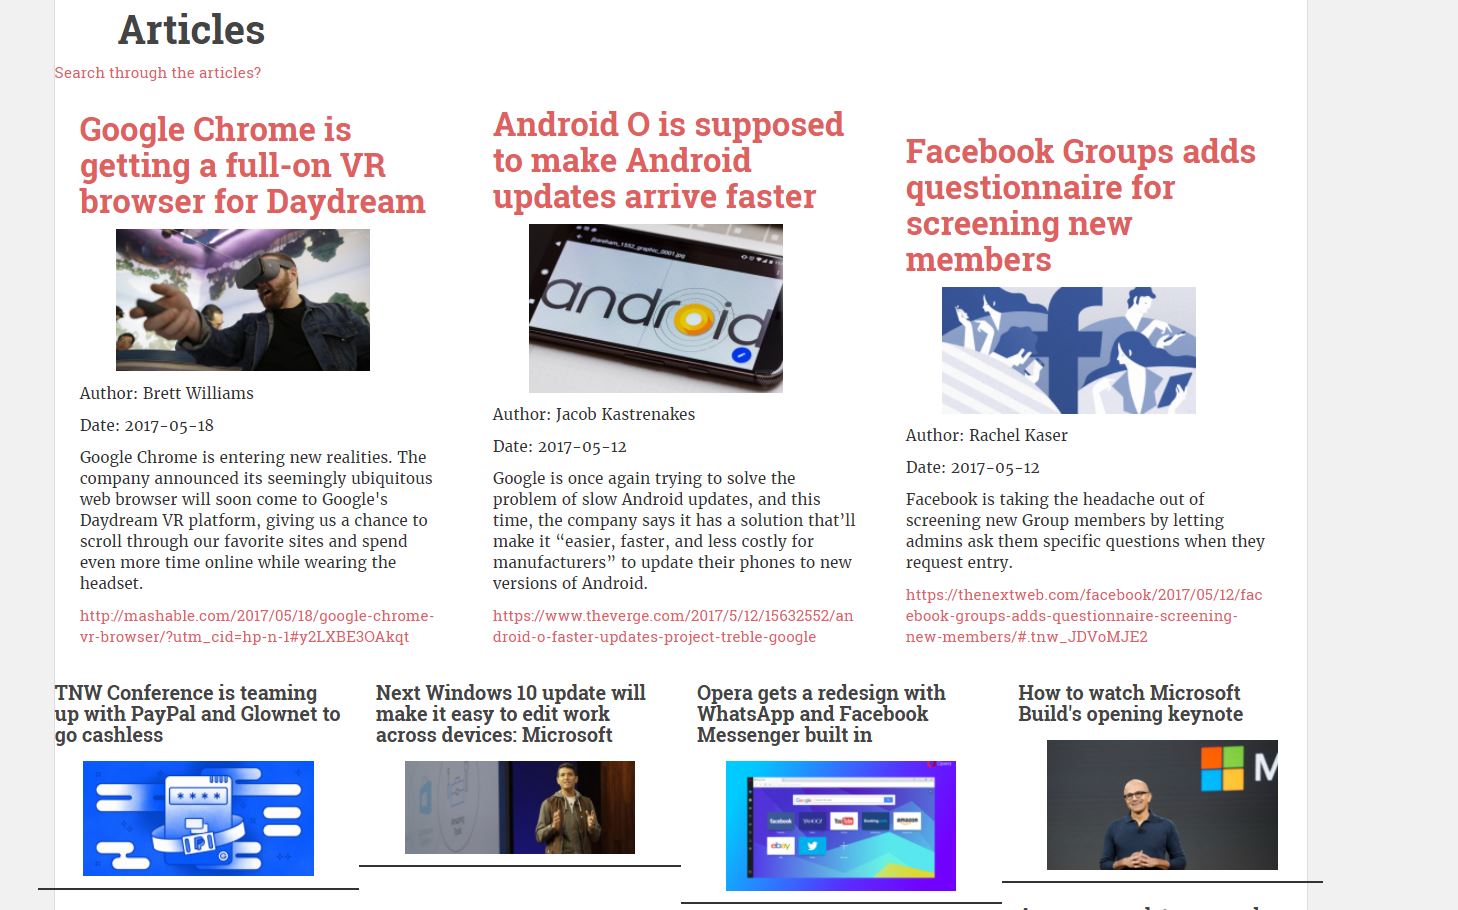 Articles
Search through the articles?
Google Chrome is
getting a full-on VR
browser for Daydream
Author: Brett Williams
Date: 2017-05-18
Google Chrome is entering new realities. The
company announced its seemingly ubiquitous
web browser will soon come to Google's
Daydream VR platform, giving us a chance to
scroll through our favorite sites and spend
even more time online while wearing the
headset.
http://mashable.com/2017/05/18/google-chrome-
vr-browser/?utm_cid=hp-n-1#y2LXBE3OAkqt
Android O is supposed
to make Android
updates arrive faster
android
Author: Jacob Kastrenakes
Date: 2017-05-12
Google is once again trying to solve the
problem of slow Android updates, and this
time, the company says it has a solution that’ll
make it “easier, faster, and less costly for
manufacturers” to update their phones to new
versions of Android.
https://www.theverge.com/2017/5/12/15632552/an
droid-o-faster-updates-project-treble-google
Facebook Groups adds
questionnaire for
screening new
members
f
Author: Rachel Kaser
Date: 2017-05-12
Facebook is taking the headache out of
screening new Group members by letting
admins ask them specific questions when they
request entry.
https://thenextweb.com/facebook/2017/05/12/fac
ebook-groups-adds-questionnaire-screening-
new-members/#.tnw_JDVoMJE2
TNW Conference is teaming
up with PayPal and Glownet to
go cashless
****
Next Windows 10 update will
make it easy to edit work
across devices: Microsoft
Opera gets a redesign with
WhatsApp and Facebook
Messenger built in
Opera
Google
facebook YAHOO! YouTube amazon
ebay
How to watch Microsoft
Build's opening keynote
M